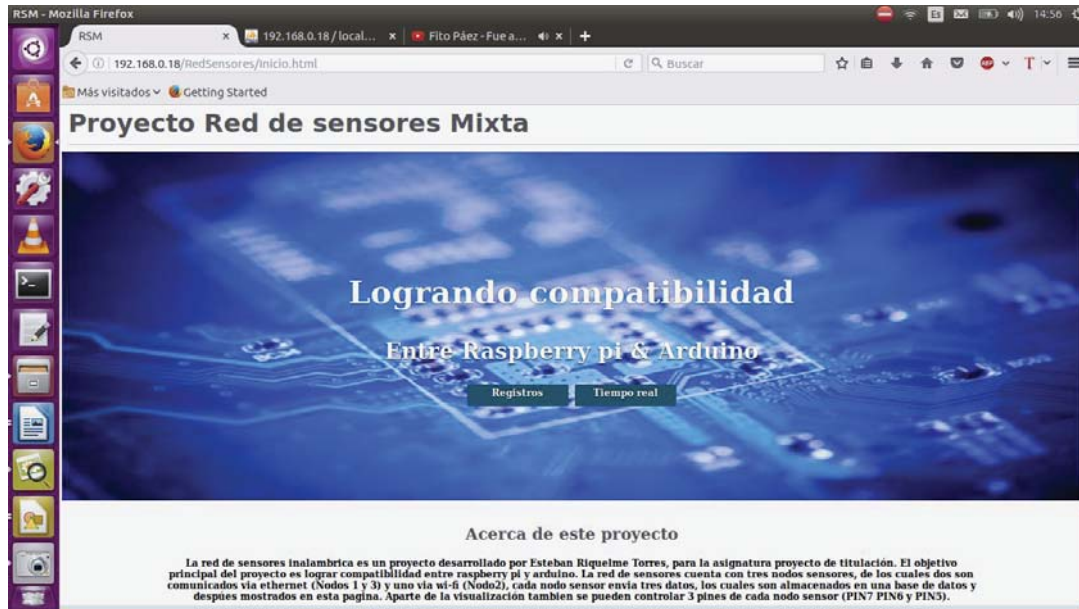 RSM - Mozilla Firefox
Es
14:56
RSM
192.168.0.18 / local...
Fito Páez - Fue a...
192.168.0.18/RedSensores/Inicio.html
Buscar
ABP
T
Más visitados
Getting Started
Proyecto Red de sensores Mixta
Logrando compatibilidad
Entre Raspberry pi & Arduino
Registros
Tiempo real
Acerca de este proyecto
La red de sensores inalambrica es un proyecto desarrollado por Esteban Riquelme Torres, para la asignatura proyecto de titulación. El objetivo
principal del proyecto es lograr compatibilidad entre raspberry pi y arduino. La red de sensores cuenta con tres nodos sensores, de los cuales dos son
comunicados via ethernet (Nodos 1 y 3) y uno via wi-fi (Nodo2), cada nodo sensor envia tres datos, los cuales son almacenados en una base de datos y
despúes mostrados en esta pagina. Aparte de la visualización tambien se pueden controlar 3 pines de cada nodo sensor (PIN7 PIN6 y PIN5).